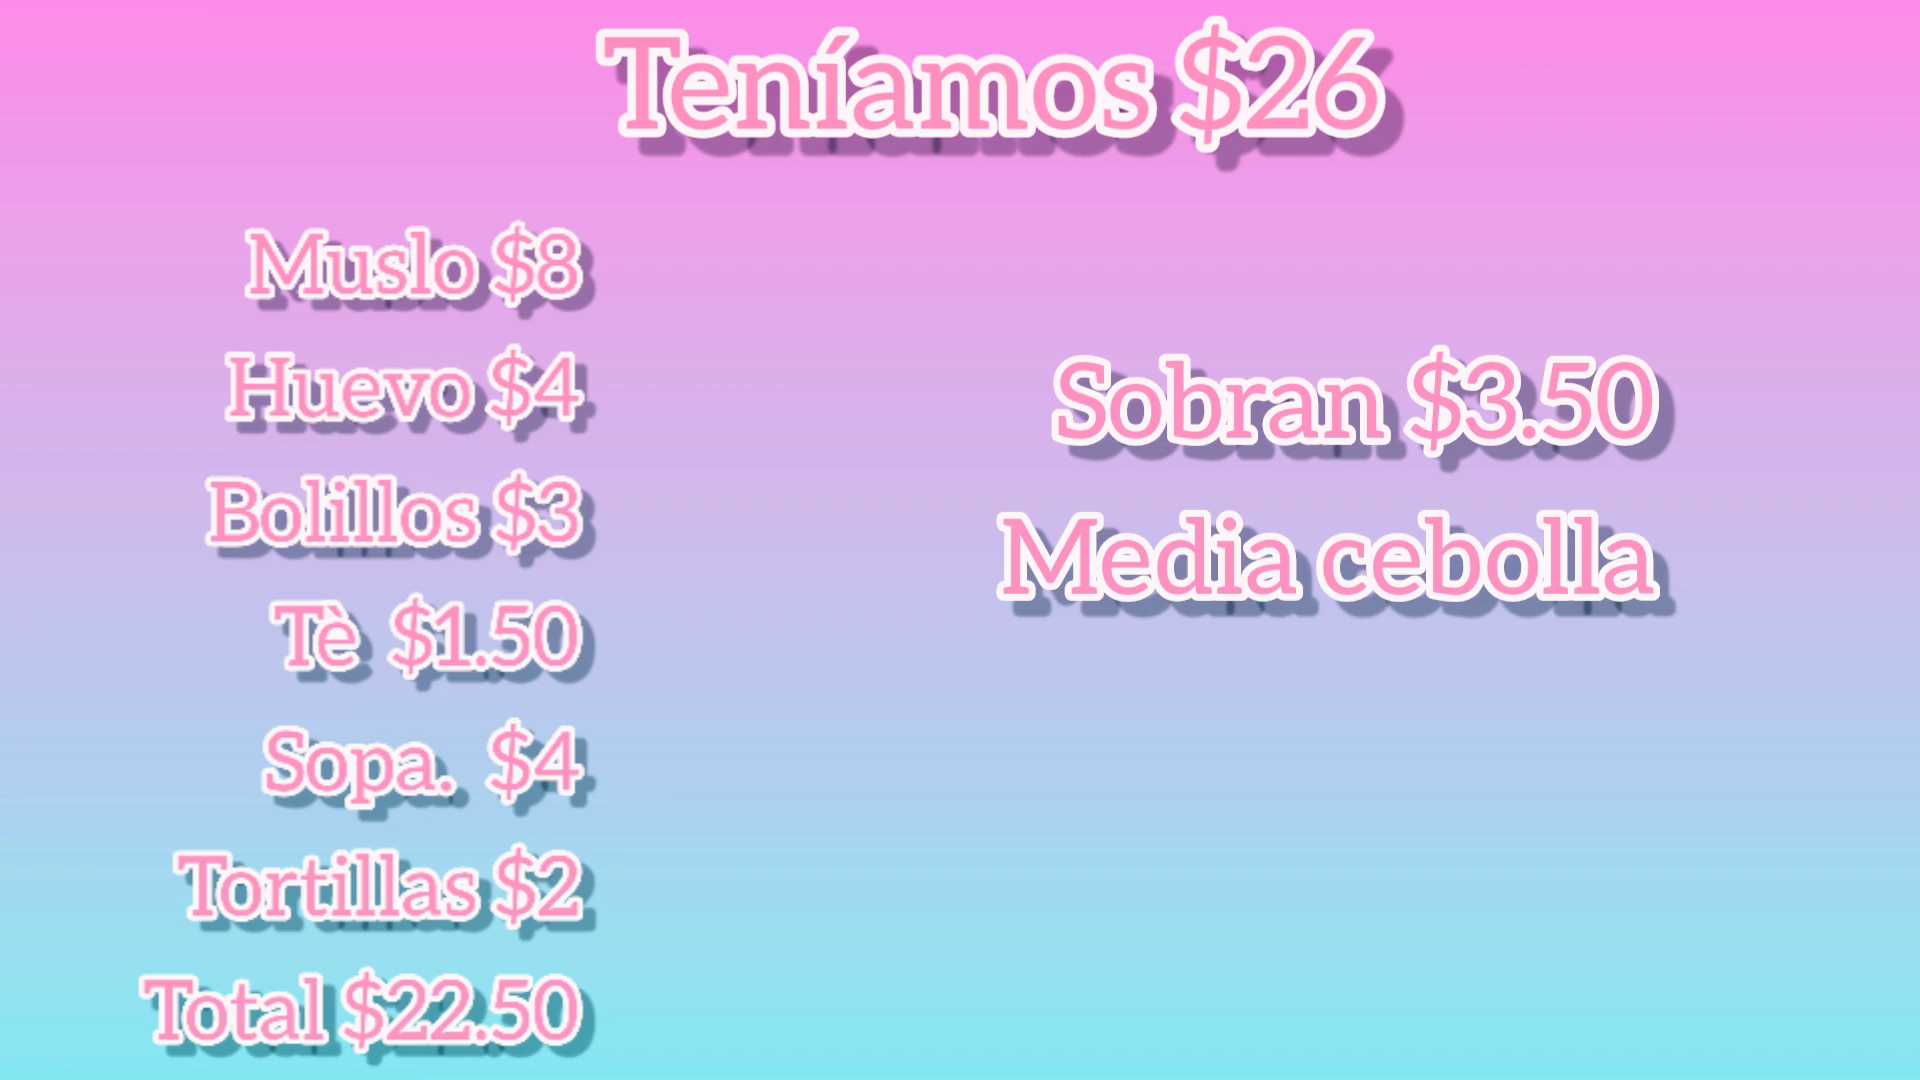 Teníamos $26
Muslo $8
Huevo $4
Bolillos $3
Tè $1.50
Sopa. $4
Tortillas $2
Total $22.50
Sobran $3.50
Media cebolla